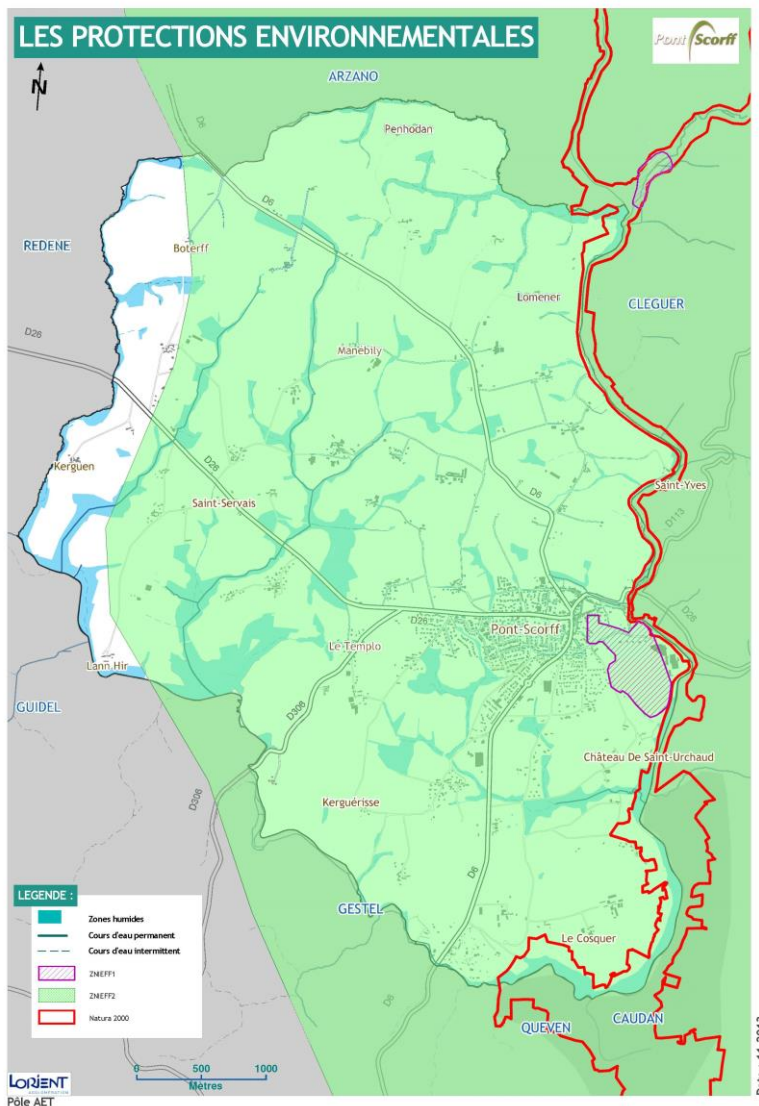 LES PROTECTIONS ENVIRONNEMENTALES
Pont Scorff
N
ARZANO
D6
Penhodan
D6
REDENE
Boterff
CLEGUER
Lomener
D26
Manebily
Kerguen
D26
Saint-Servais
D6
Saint-Yves
D113
D26
D26
Pont-Scorff
Le Templo
Lann Hir
GUIDEL
D306
Château De Saint-Urchaud
D306
Kerguérisse
D6
LEGENDE :
Zones humides
Cours d'eau permanent
Cours d'eau intermittent
ZNIEFF1
ZNIEFF2
Natura 2000
GESTEL
Le Cosquer
D6
QUEVEN
CAUDAN
LORIENT
0 500 1000
Mètres
Pôle AET